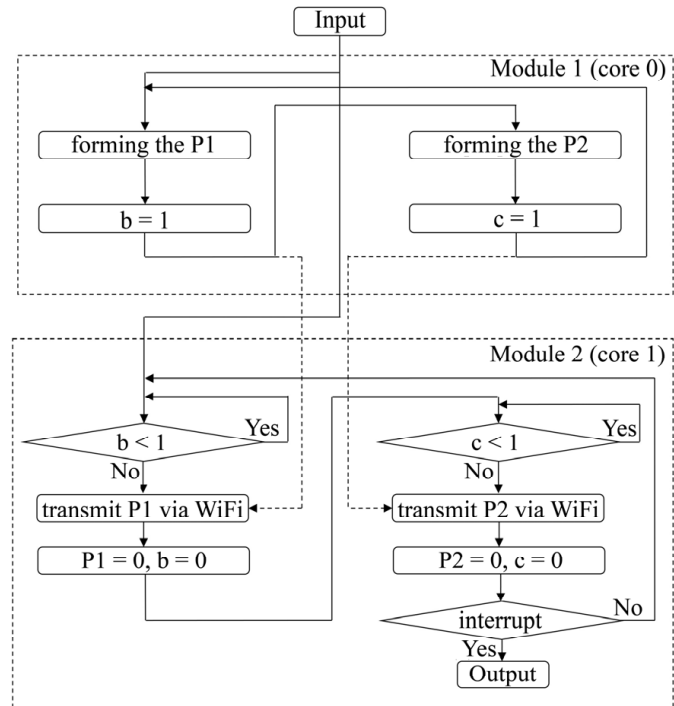 Input
Module 1 (core 0)
forming the P1
forming the P2
b = 1
c = 1
Module 2 (core 1)
b < 1
Yes
c < 1
Yes
No
No
transmit P1 via WiFi
transmit P2 via WiFi
P1 = 0, b = 0
P2 = 0, c = 0
interrupt
No
Yes
Output